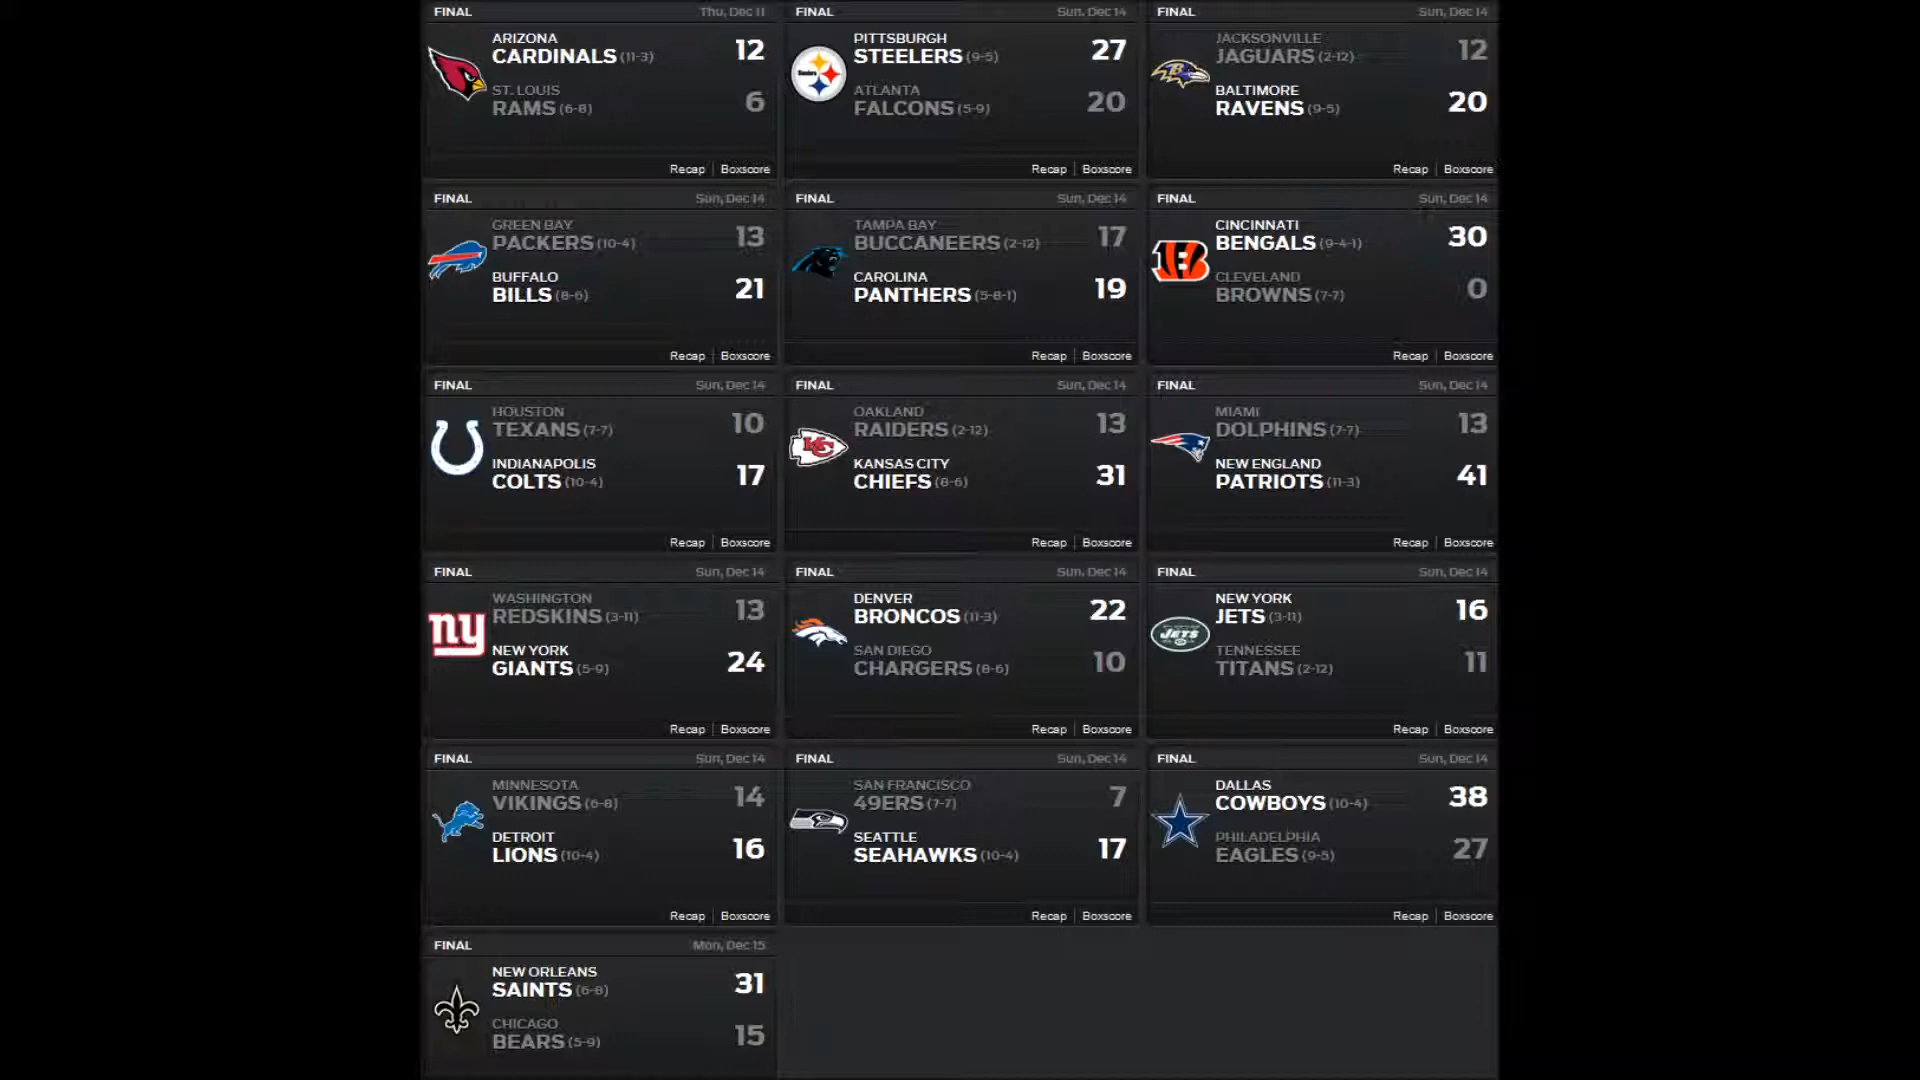 FINAL Thu, Dec 11
ARIZONA
CARDINALS (11-3) 12
ST. LOUIS
RAMS (6-8) 6
Recap | Boxscore
FINAL Sun, Dec 14
PITTSBURGH
STEELERS (9-5) 27
ATLANTA
FALCONS (5-9) 20
Recap | Boxscore
FINAL Sun, Dec 14
JACKSONVILLE
JAGUARS (2-12) 12
BALTIMORE
RAVENS (9-5) 20
Recap | Boxscore
FINAL Sun, Dec 14
GREEN BAY
PACKERS (10-4) 13
BUFFALO
BILLS (8-6) 21
Recap | Boxscore
FINAL Sun, Dec 14
TAMPA BAY
BUCCANEERS (2-12) 17
CAROLINA
PANTHERS (5-8-1) 19
Recap | Boxscore
FINAL Sun, Dec 14
CINCINNATI
BENGALS (9-4-1) 30
CLEVELAND
BROWNS (7-7) 0
Recap | Boxscore
FINAL Sun, Dec 14
HOUSTON
TEXANS (7-7) 10
INDIANAPOLIS
COLTS (10-4) 17
Recap | Boxscore
FINAL Sun, Dec 14
OAKLAND
RAIDERS (2-12) 13
KANSAS CITY
CHIEFS (8-6) 31
Recap | Boxscore
FINAL Sun, Dec 14
MIAMI
DOLPHINS (7-7) 13
NEW ENGLAND
PATRIOTS (11-3) 41
Recap | Boxscore
FINAL Sun, Dec 14
WASHINGTON
REDSKINS (3-11) 13
NEW YORK
GIANTS (5-9) 24
ny
Recap | Boxscore
FINAL Sun, Dec 14
DENVER
BRONCOS (11-3) 22
SAN DIEGO
CHARGERS (8-6) 10
Recap | Boxscore
FINAL Sun, Dec 14
NEW YORK
JETS (3-11) 16
JETS
TENNESSEE
TITANS (2-12) 11
Recap | Boxscore
FINAL Sun, Dec 14
MINNESOTA
VIKINGS (6-8) 14
DETROIT
LIONS (10-4) 16
Recap | Boxscore
FINAL Sun, Dec 14
SAN FRANCISCO
49ERS (7-7) 7
SEATTLE
SEAHAWKS (10-4) 17
Recap | Boxscore
FINAL Sun, Dec 14
DALLAS
COWBOYS (10-4) 38
PHILADELPHIA
EAGLES (9-5) 27
Recap | Boxscore
FINAL Mon, Dec 15
NEW ORLEANS
SAINTS (6-8) 31
CHICAGO
BEARS (5-9) 15